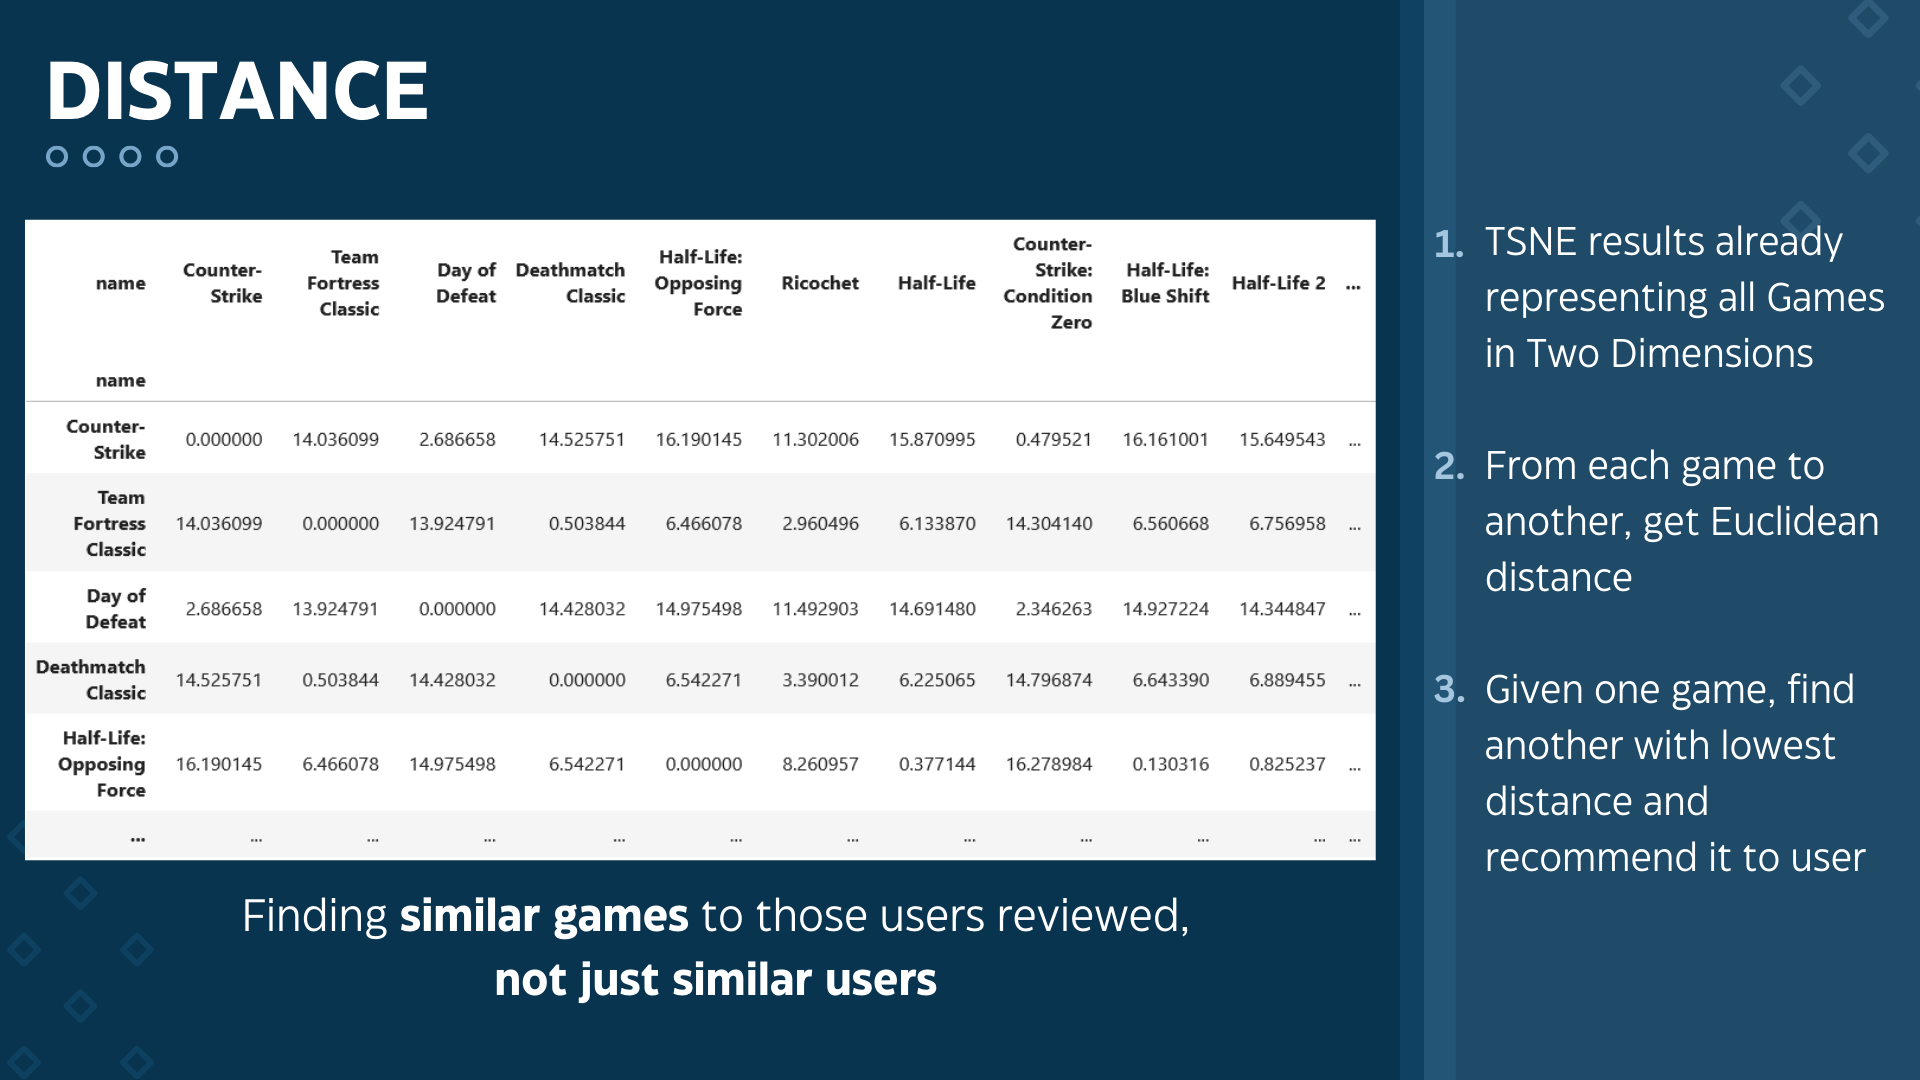 DISTANCE
name Counter-Strike Team Fortress Classic Day of Defeat Deathmatch Classic Half-Life: Opposing Force Ricochet Half-Life Counter-Strike: Condition Zero Half-Life: Blue Shift Half-Life 2 ...
name
Counter-Strike 0.000000 14.036099 2.686658 14.525751 16.190145 11.302006 15.870995 0.479521 16.161001 15.649543 ...
Team Fortress Classic 14.036099 0.000000 13.924791 0.503844 6.466078 2.960496 6.133870 14.304140 6.560668 6.756958 ...
Day of Defeat 2.686658 13.924791 0.000000 14.428032 14.975498 11.492903 14.691480 2.346263 14.927224 14.344847 ...
Deathmatch Classic 14.525751 0.503844 14.428032 0.000000 6.542271 3.390012 6.225065 14.796874 6.643390 6.889455 ...
Half-Life: Opposing Force 16.190145 6.466078 14.975498 6.542271 0.000000 8.260957 0.377144 16.278984 0.130316 0.825237 ...
... ... ... ... ... ... ... ... ... ... ... ...
Finding similar games to those users reviewed,
not just similar users
1. TSNE results already
representing all Games
in Two Dimensions
2. From each game to
another, get Euclidean
distance
3. Given one game, find
another with lowest
distance and
recommend it to user